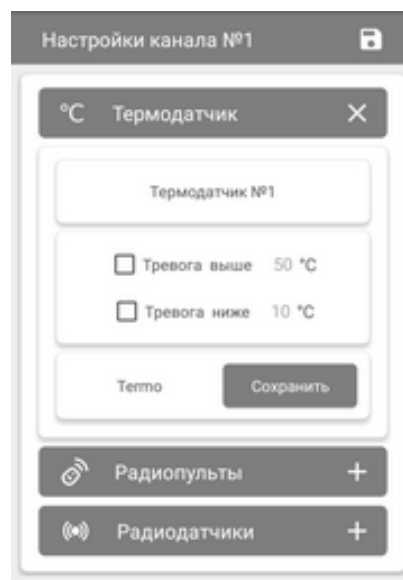 Настройки канала №1
°C Термодатчик
Термодатчик №1
Тревога выше 50 °C
Тревога ниже 10 °C
Termo Сохранить
Радиопульты
Радиодатчики